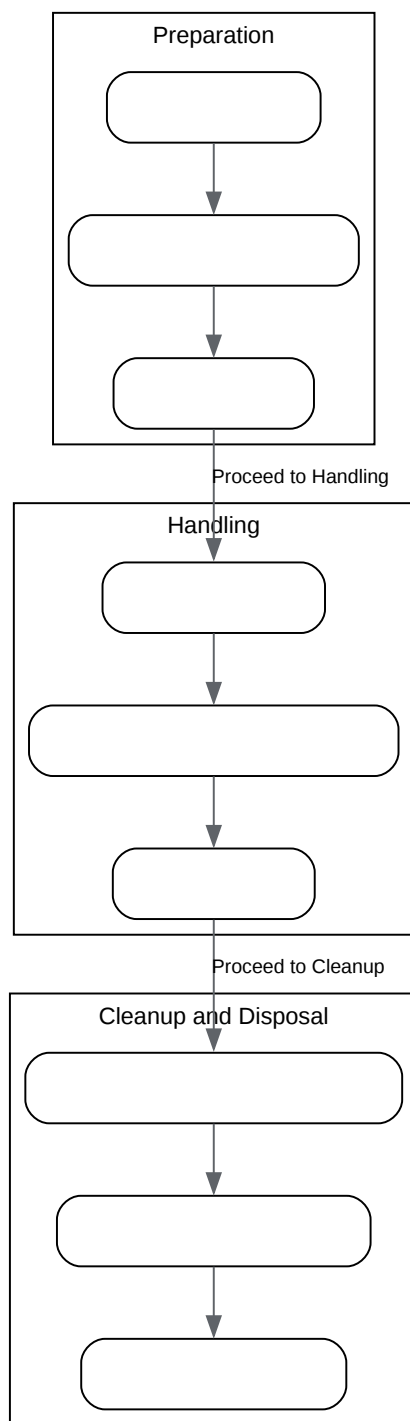 Preparation
Proceed to Handling
Handling
Proceed to Cleanup
Cleanup and Disposal